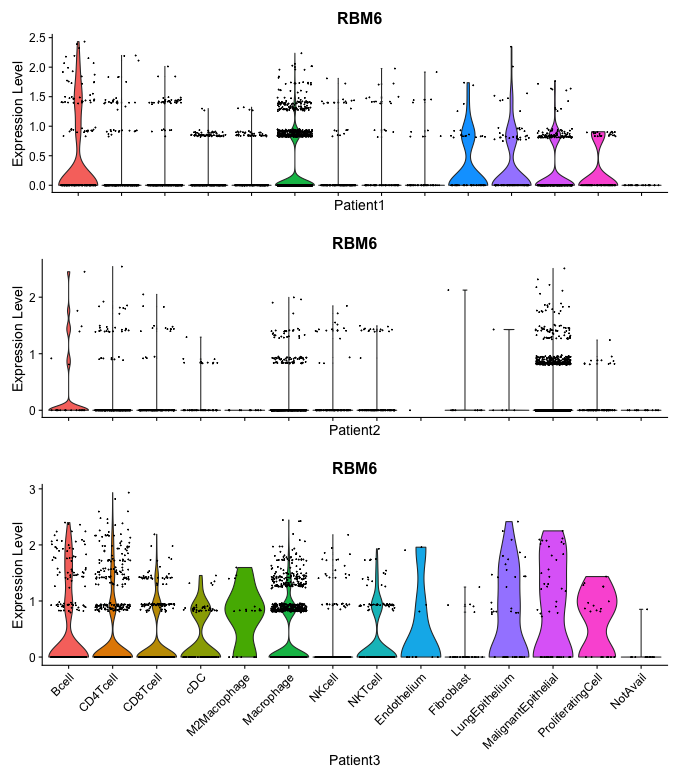 RBM6
Expression Level
2.5
2.0
1.5
1.0
0.5
0.0
Patient1
RBM6
Expression Level
2
1
0
Patient2
RBM6
Expression Level
3
2
1
0
Bcell
CD4Tcell
CD8Tcell
cDC
M2Macrophage
Macrophage
NKcell
NKTcell
Endothelium
Fibroblast
LungEpithelium
MalignantEpithelial
ProliferatingCell
NotAvail
Patient3